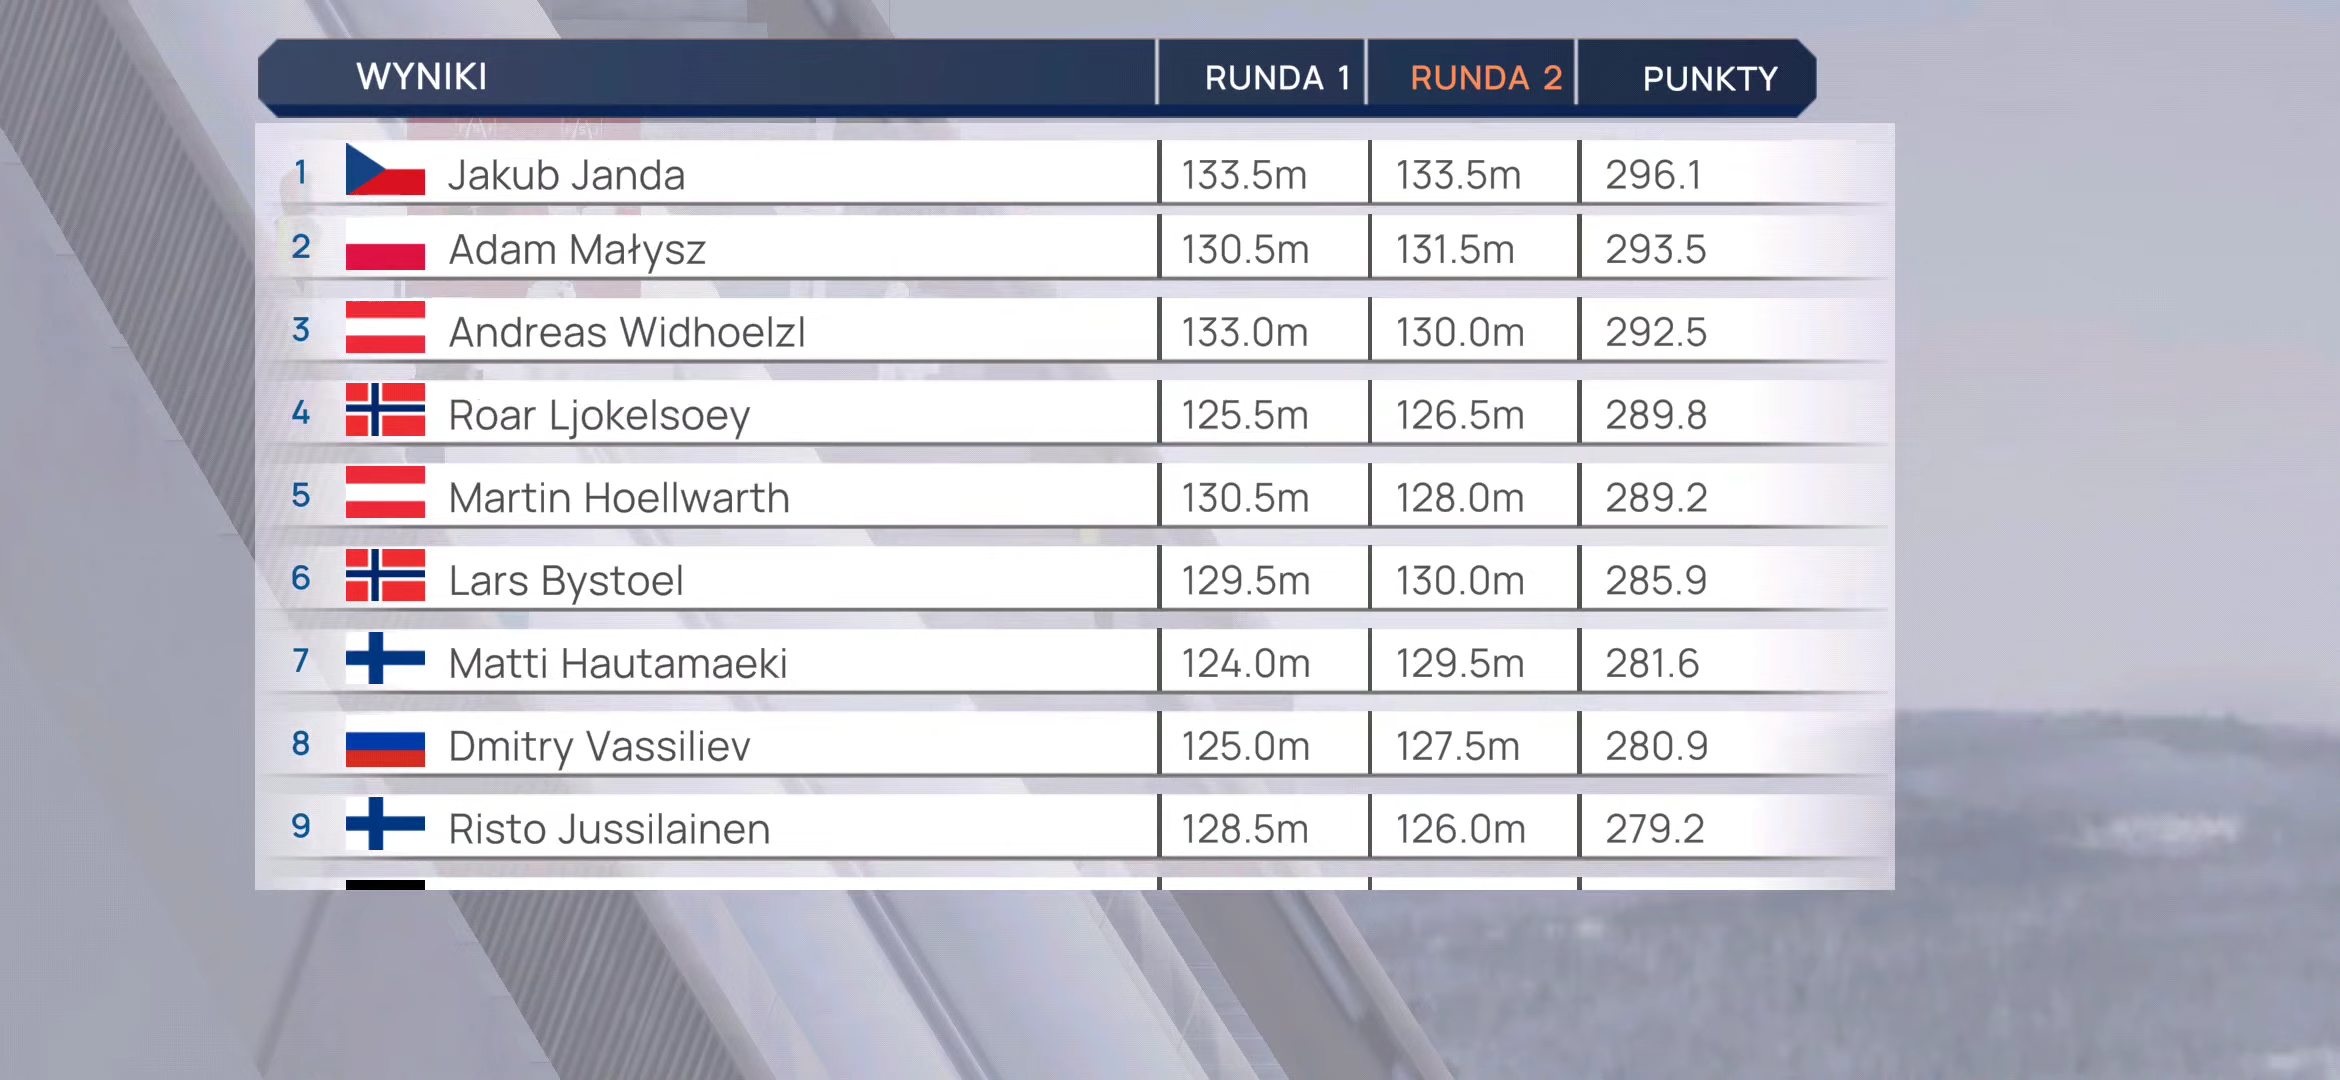 WYNIKI RUNDA 1 RUNDA 2 PUNKTY
1 Jakub Janda 133.5m 133.5m 296.1
2 Adam Małysz 130.5m 131.5m 293.5
3 Andreas Widhoelzl 133.0m 130.0m 292.5
4 Roar Ljokelsoey 125.5m 126.5m 289.8
5 Martin Hoellwarth 130.5m 128.0m 289.2
6 Lars Bystoel 129.5m 130.0m 285.9
7 Matti Hautamaeki 124.0m 129.5m 281.6
8 Dmitry Vassiliev 125.0m 127.5m 280.9
9 Risto Jussilainen 128.5m 126.0m 279.2